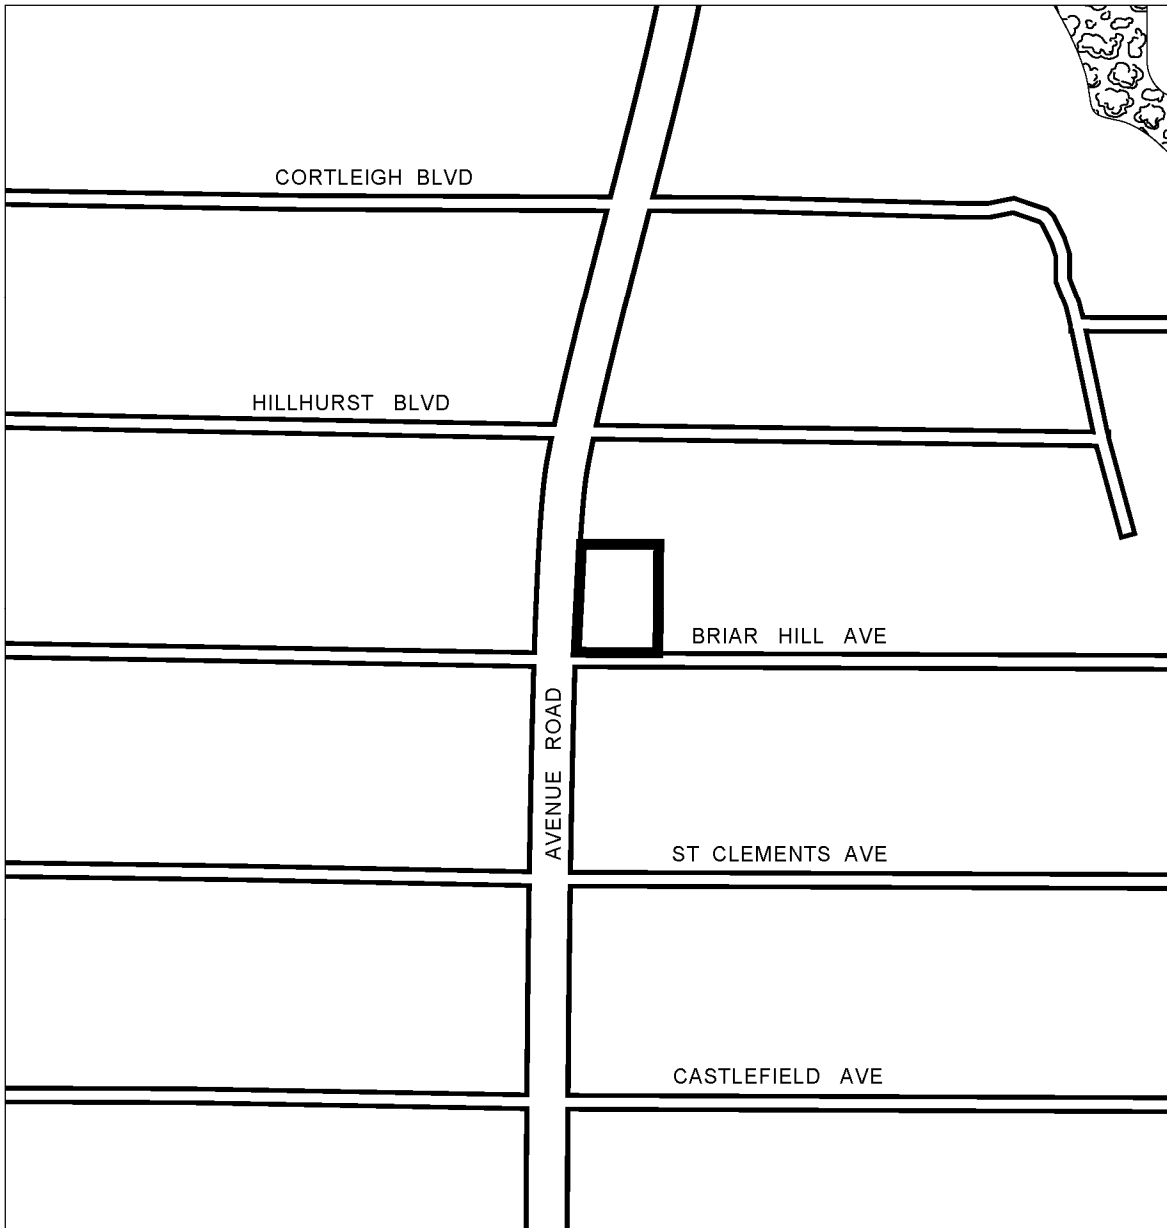 CORTLEIGH BLVD
HILLHURST BLVD
BRIAR HILL AVE
AVENUE ROAD
ST CLEMENTS AVE
CASTLEFIELD AVE